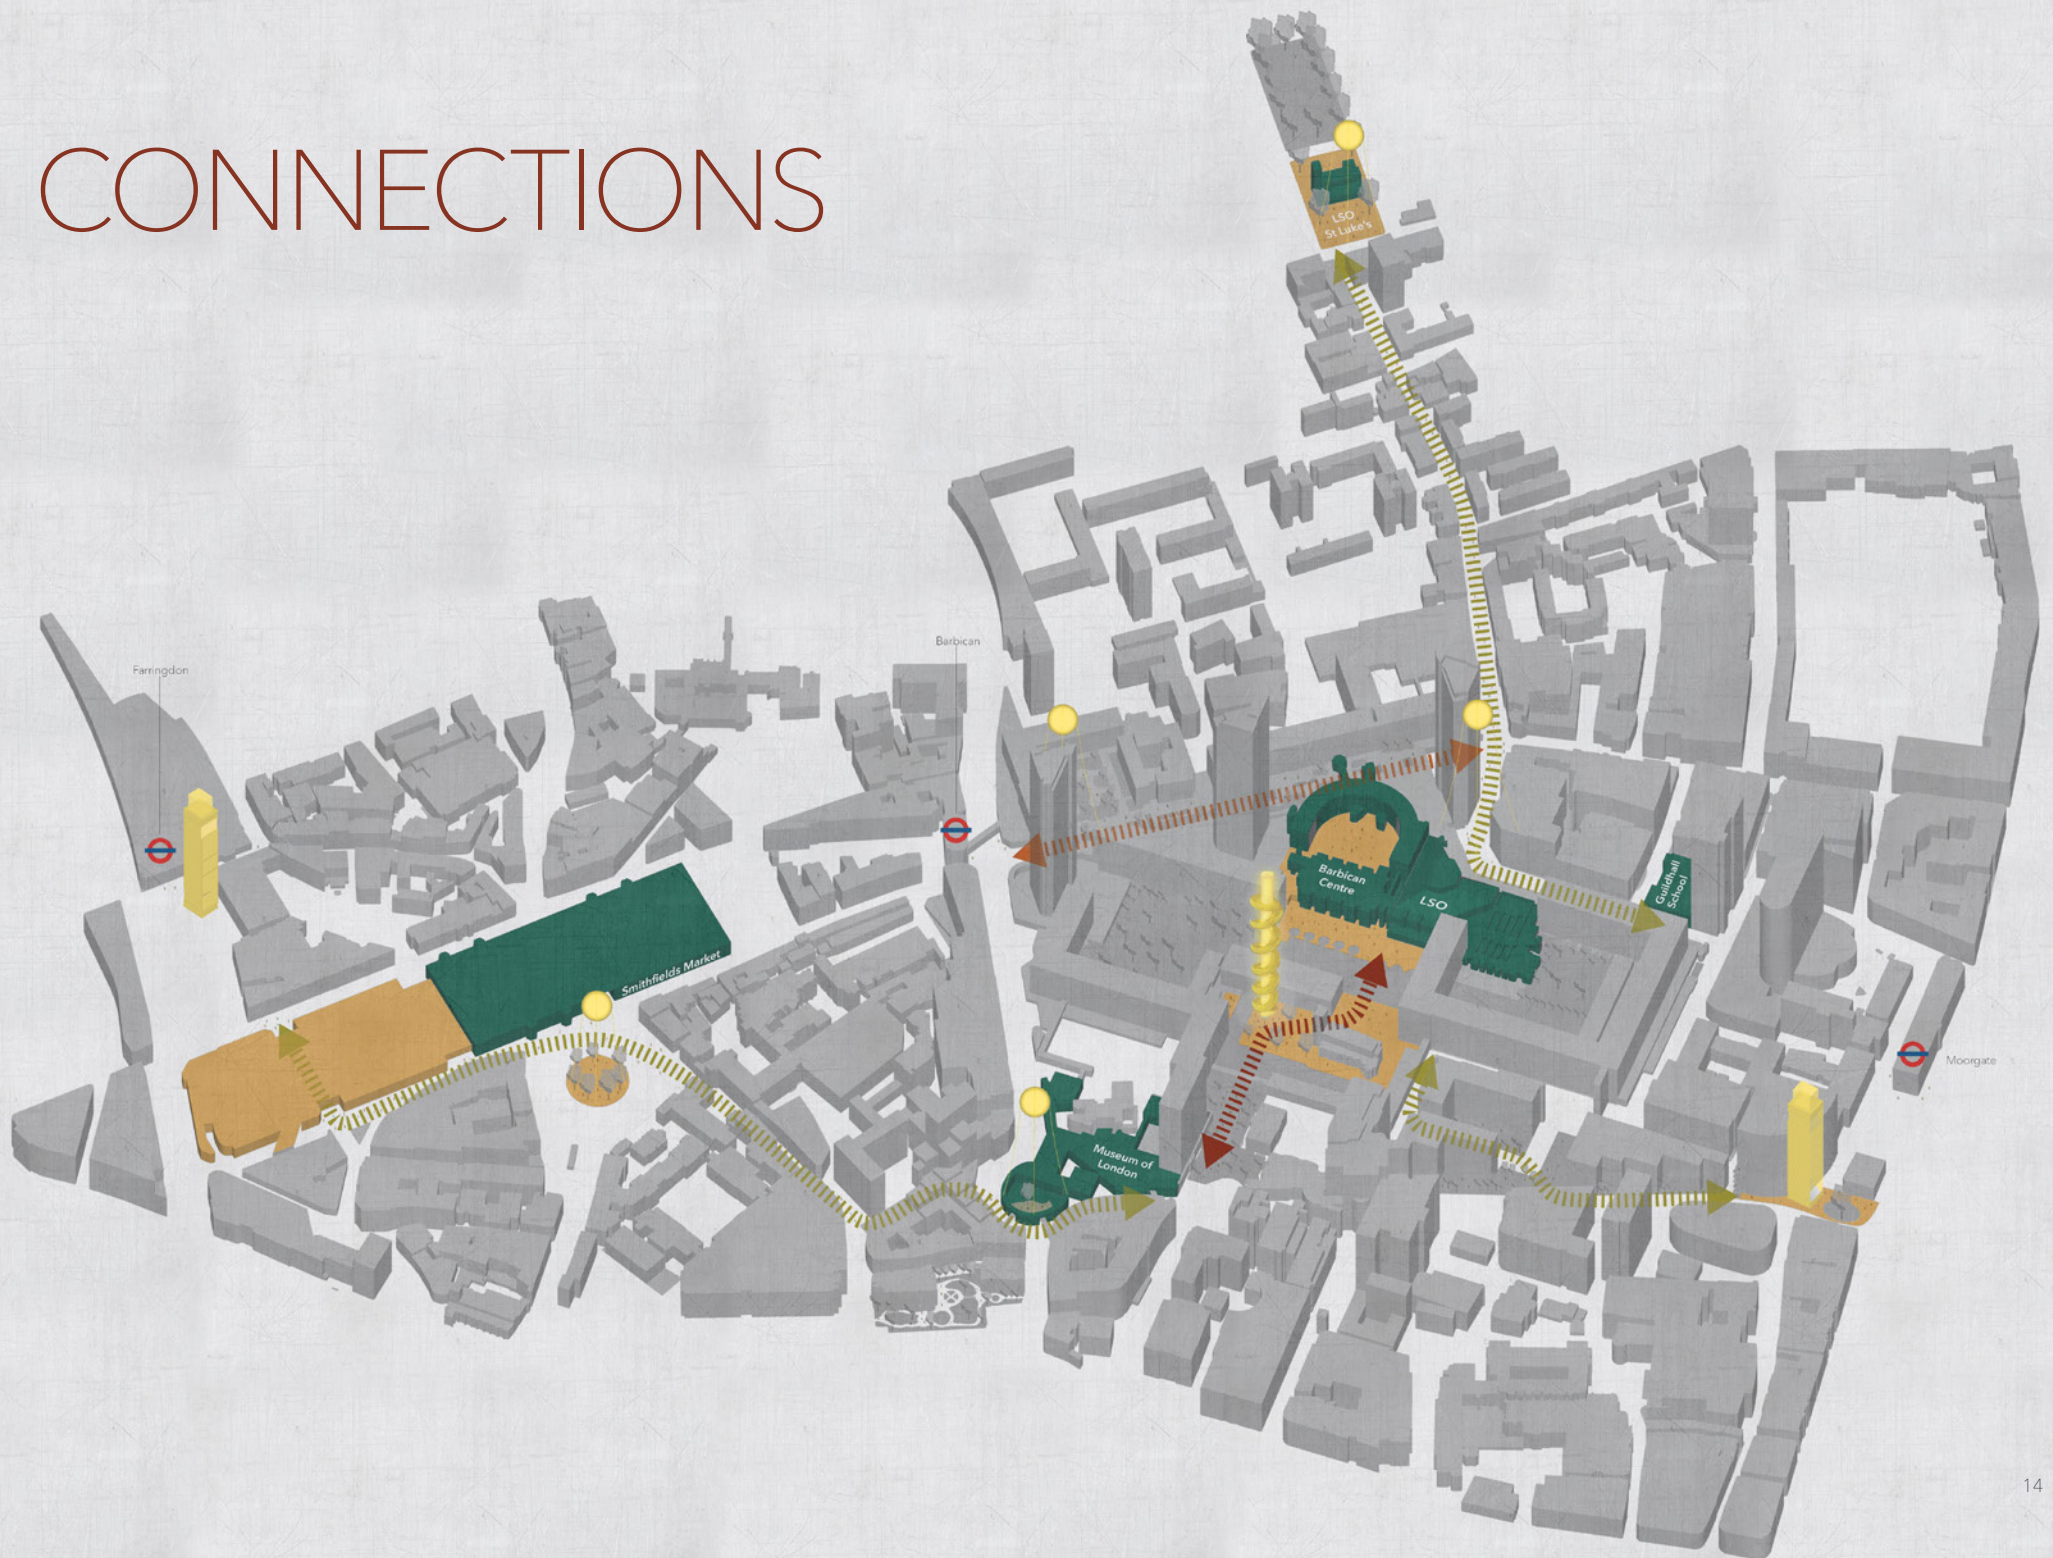 CONNECTIONS
LSO
St Luke's
Farringdon
Barbican
Barbican
Centre
LSO
Guildhall
School
Smithfields Market
Moorgate
Museum of
London
14